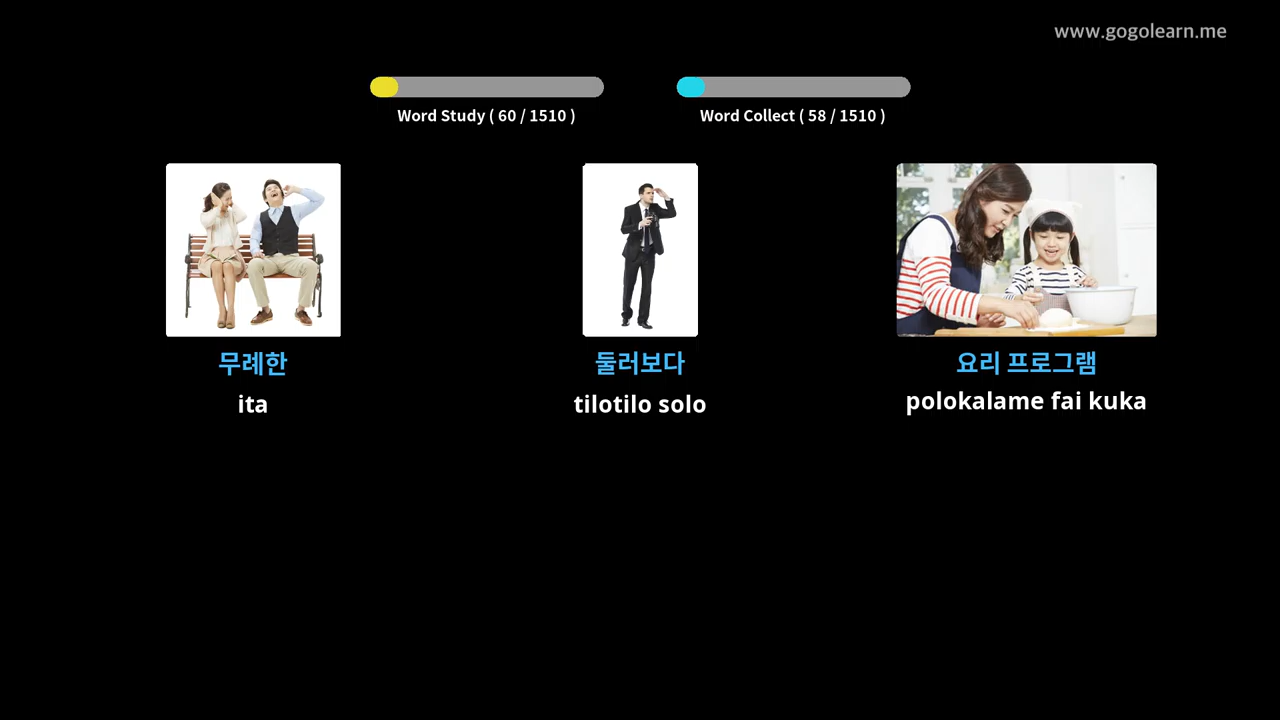 www.gogolearn.me
Word Study ( 60 / 1510 )
Word Collect ( 58 / 1510 )
무례한
둘러보다
요리 프로그램
ita
tilotilo solo
polokalame fai kuka